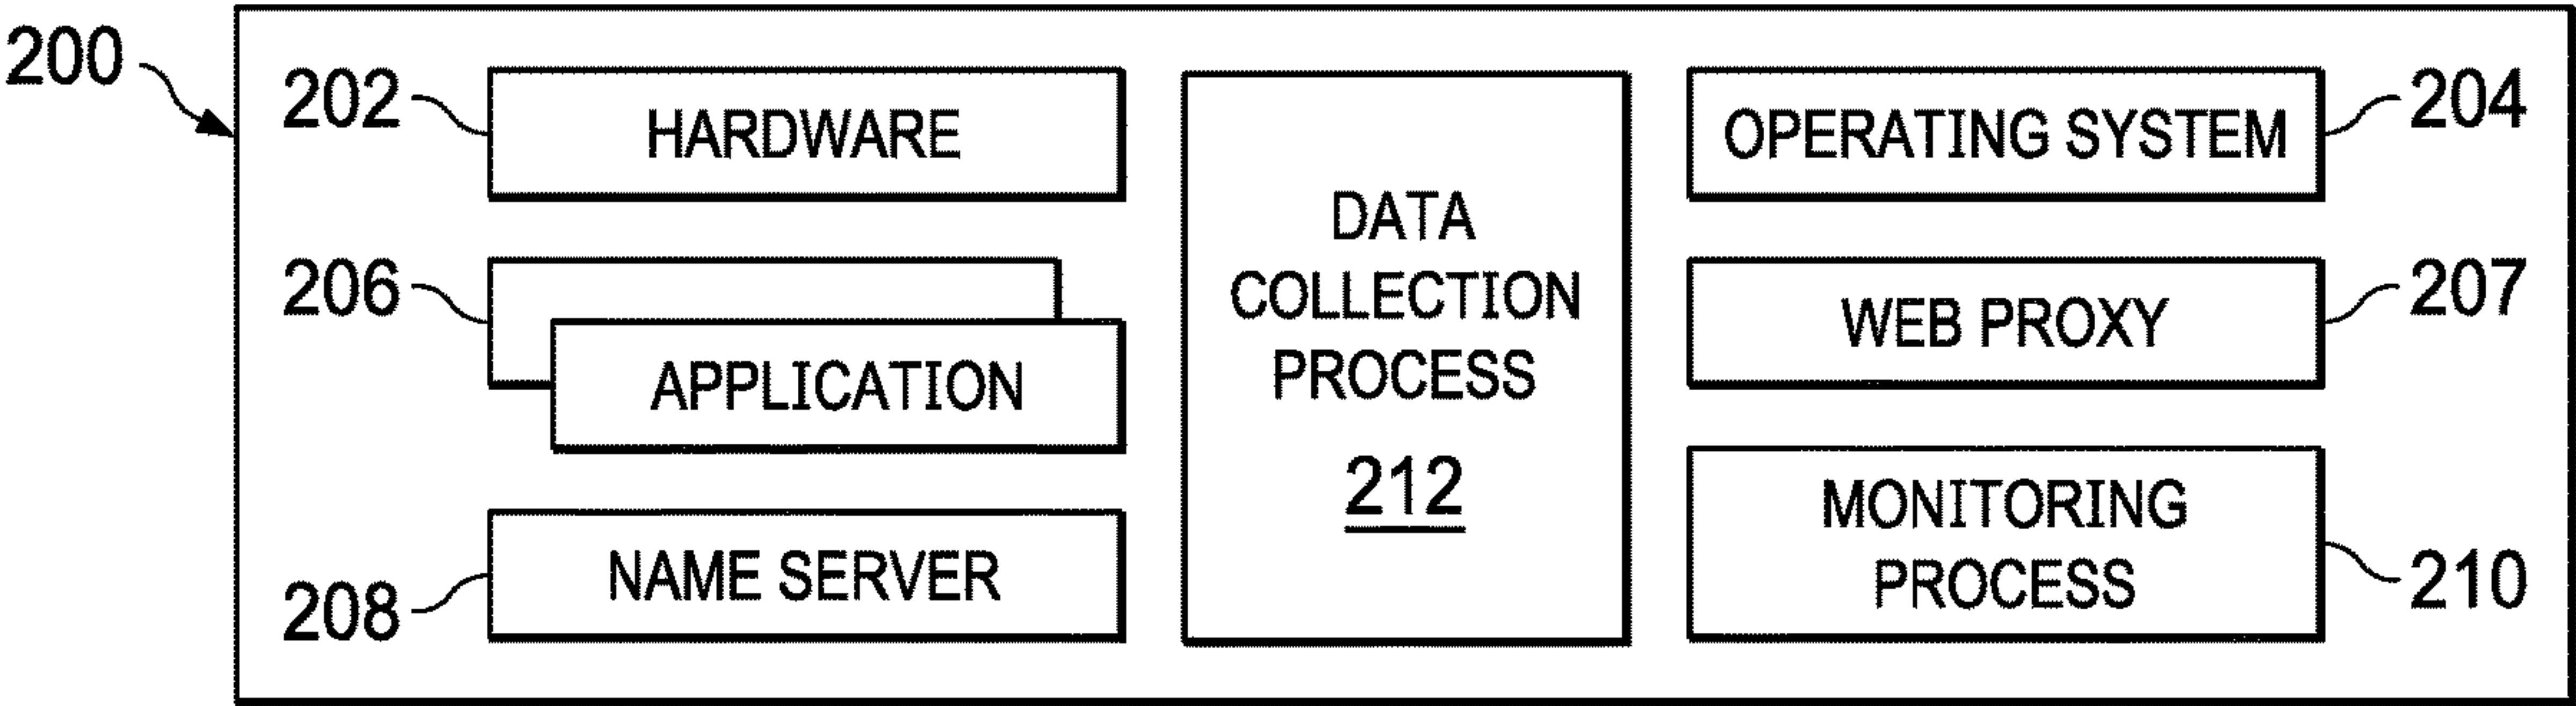 200
202
HARDWARE
206
APPLICATION
208
NAME SERVER
DATA
COLLECTION
PROCESS
212
OPERATING SYSTEM
204
WEB PROXY
207
MONITORING
PROCESS
210